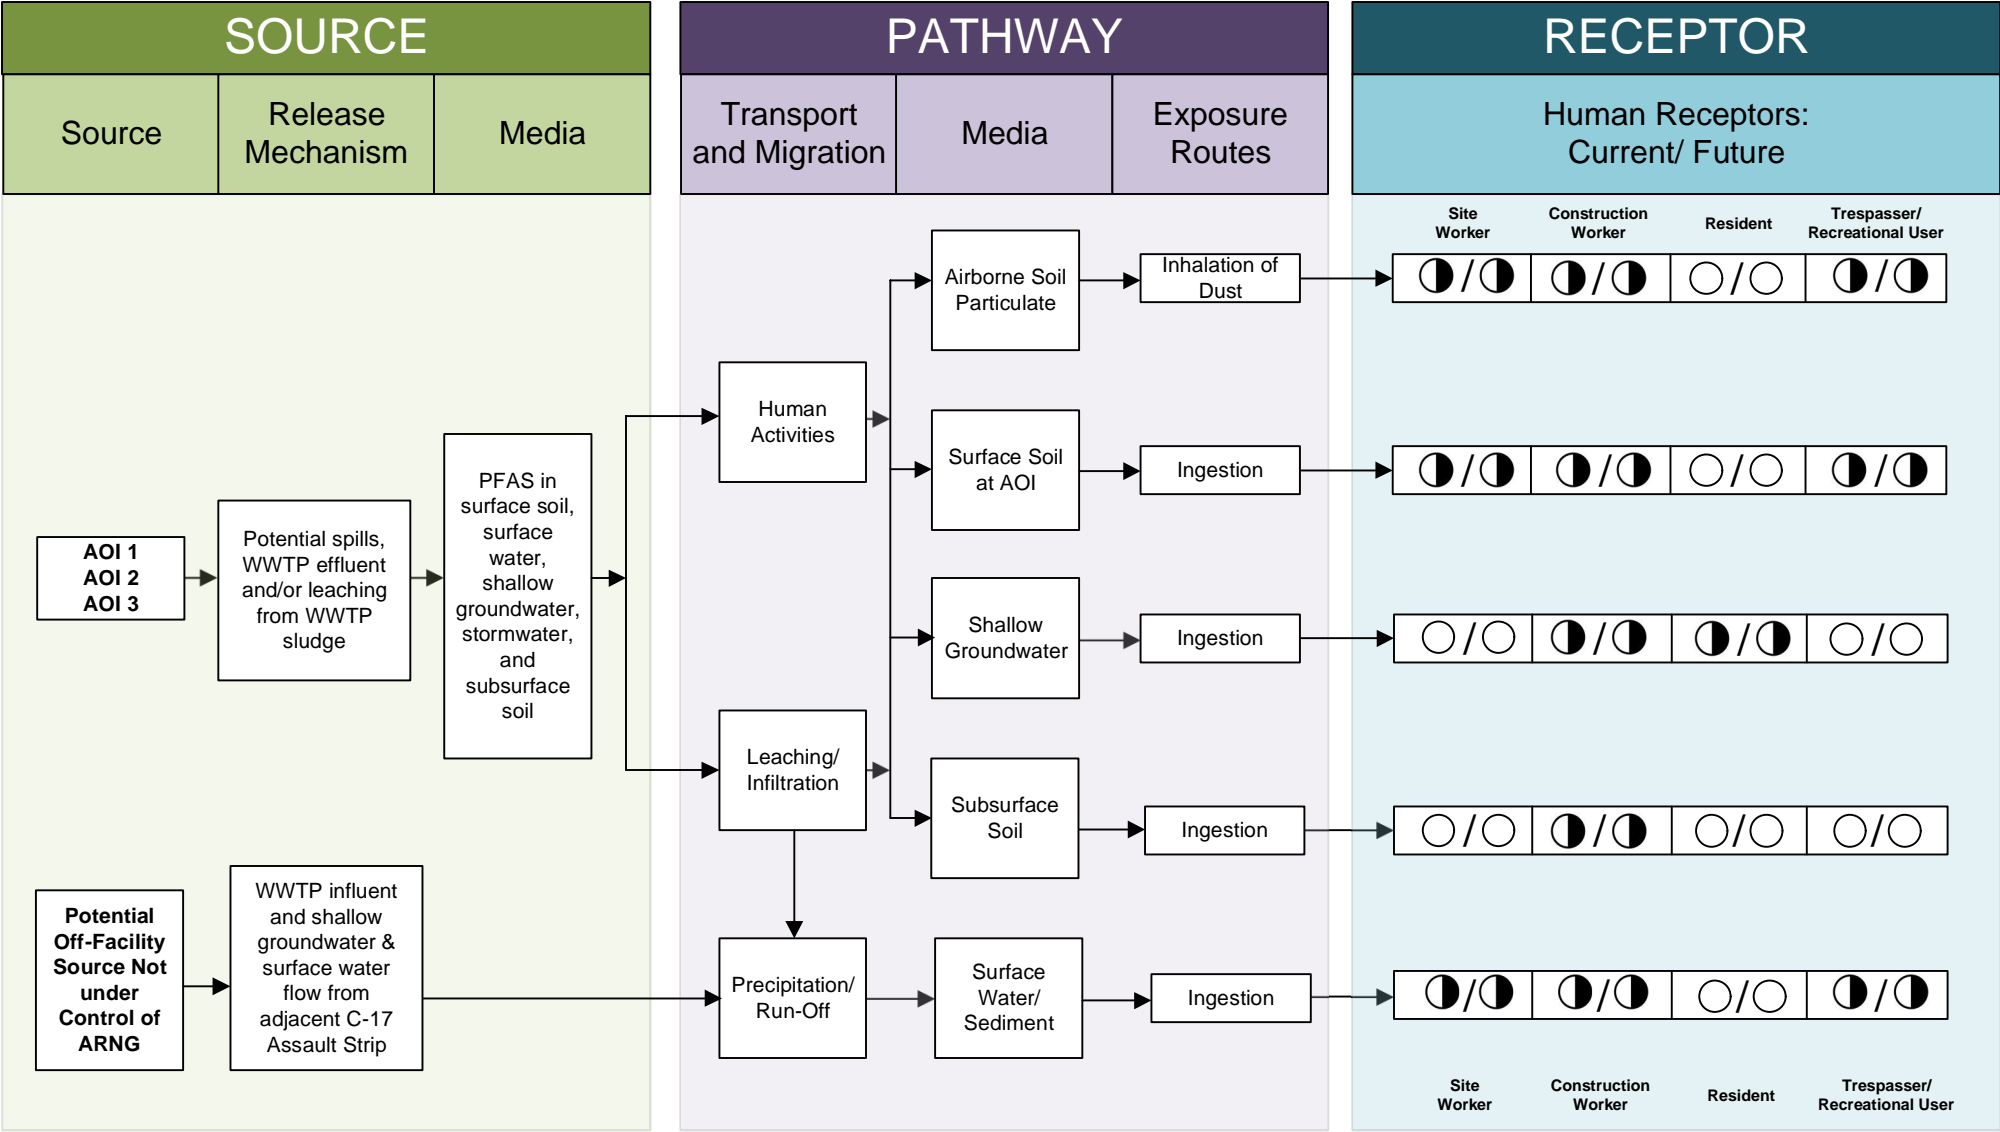 SOURCE
PATHWAY
RECEPTOR
Source
Release
Mechanism
Media
Transport
and Migration
Media
Exposure
Routes
Human Receptors:
Current/ Future
Site
Worker
Construction
Worker
Resident
Trespasser/
Recreational User
AOI 1
AOI 2
AOI 3
Potential spills,
WWTP effluent
and/or leaching
from WWTP
sludge
PFAS in
surface soil,
surface
water,
shallow
groundwater,
stormwater,
and
subsurface
soil
Potential
Off-Facility
Source Not
under
Control of
ARNG
WWTP influent
and shallow
groundwater &
surface water
flow from
adjacent C-17
Assault Strip
Human
Activities
Leaching/
Infiltration
Precipitation/
Run-Off
Airborne Soil
Particulate
Inhalation of
Dust
/ / / /
Surface Soil
at AOI
Ingestion
/ / / /
Shallow
Groundwater
Ingestion
/ / / /
Subsurface
Soil
Ingestion
/ / / /
Surface
Water/
Sediment
Ingestion
/ / / /
Site
Worker
Construction
Worker
Resident
Trespasser/
Recreational User